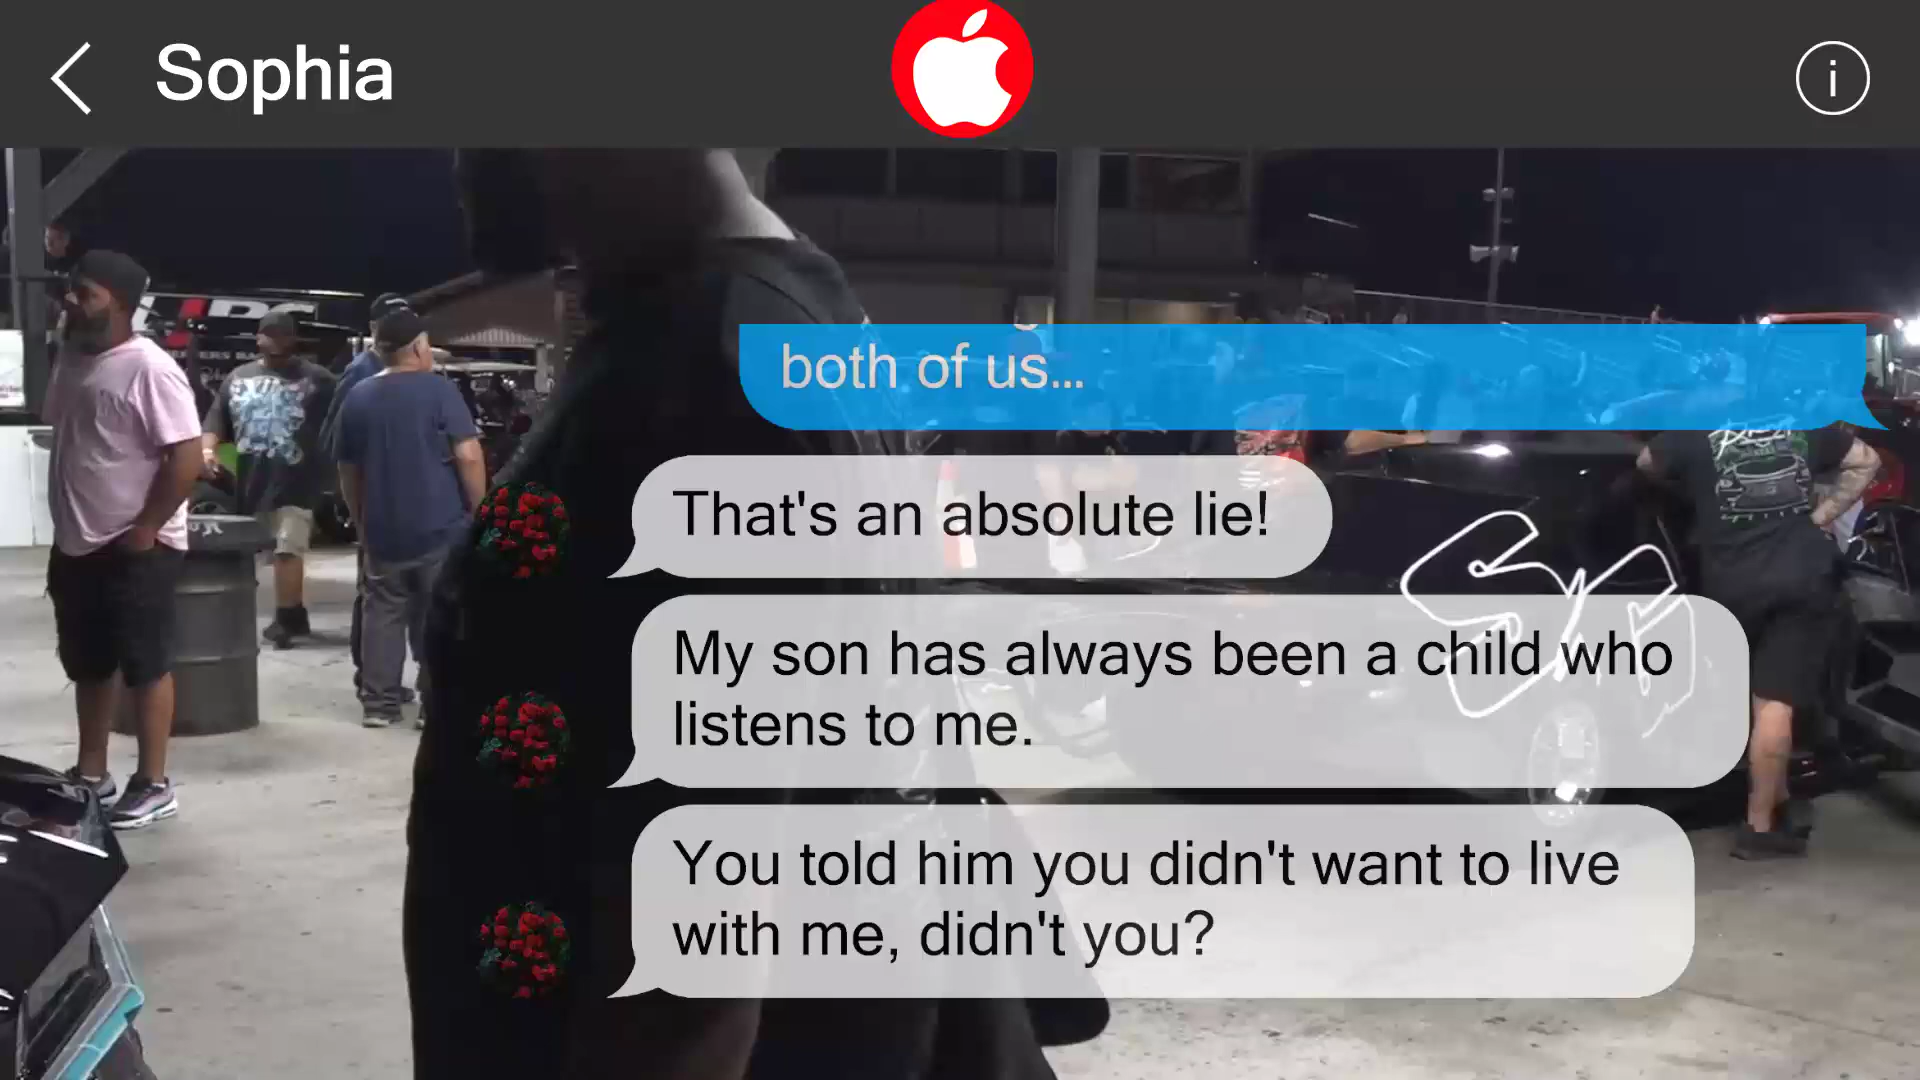 Sophia
i
both of us...
That's an absolute lie!
My son has always been a child who
listens to me.
You told him you didn't want to live
with me, didn't you?